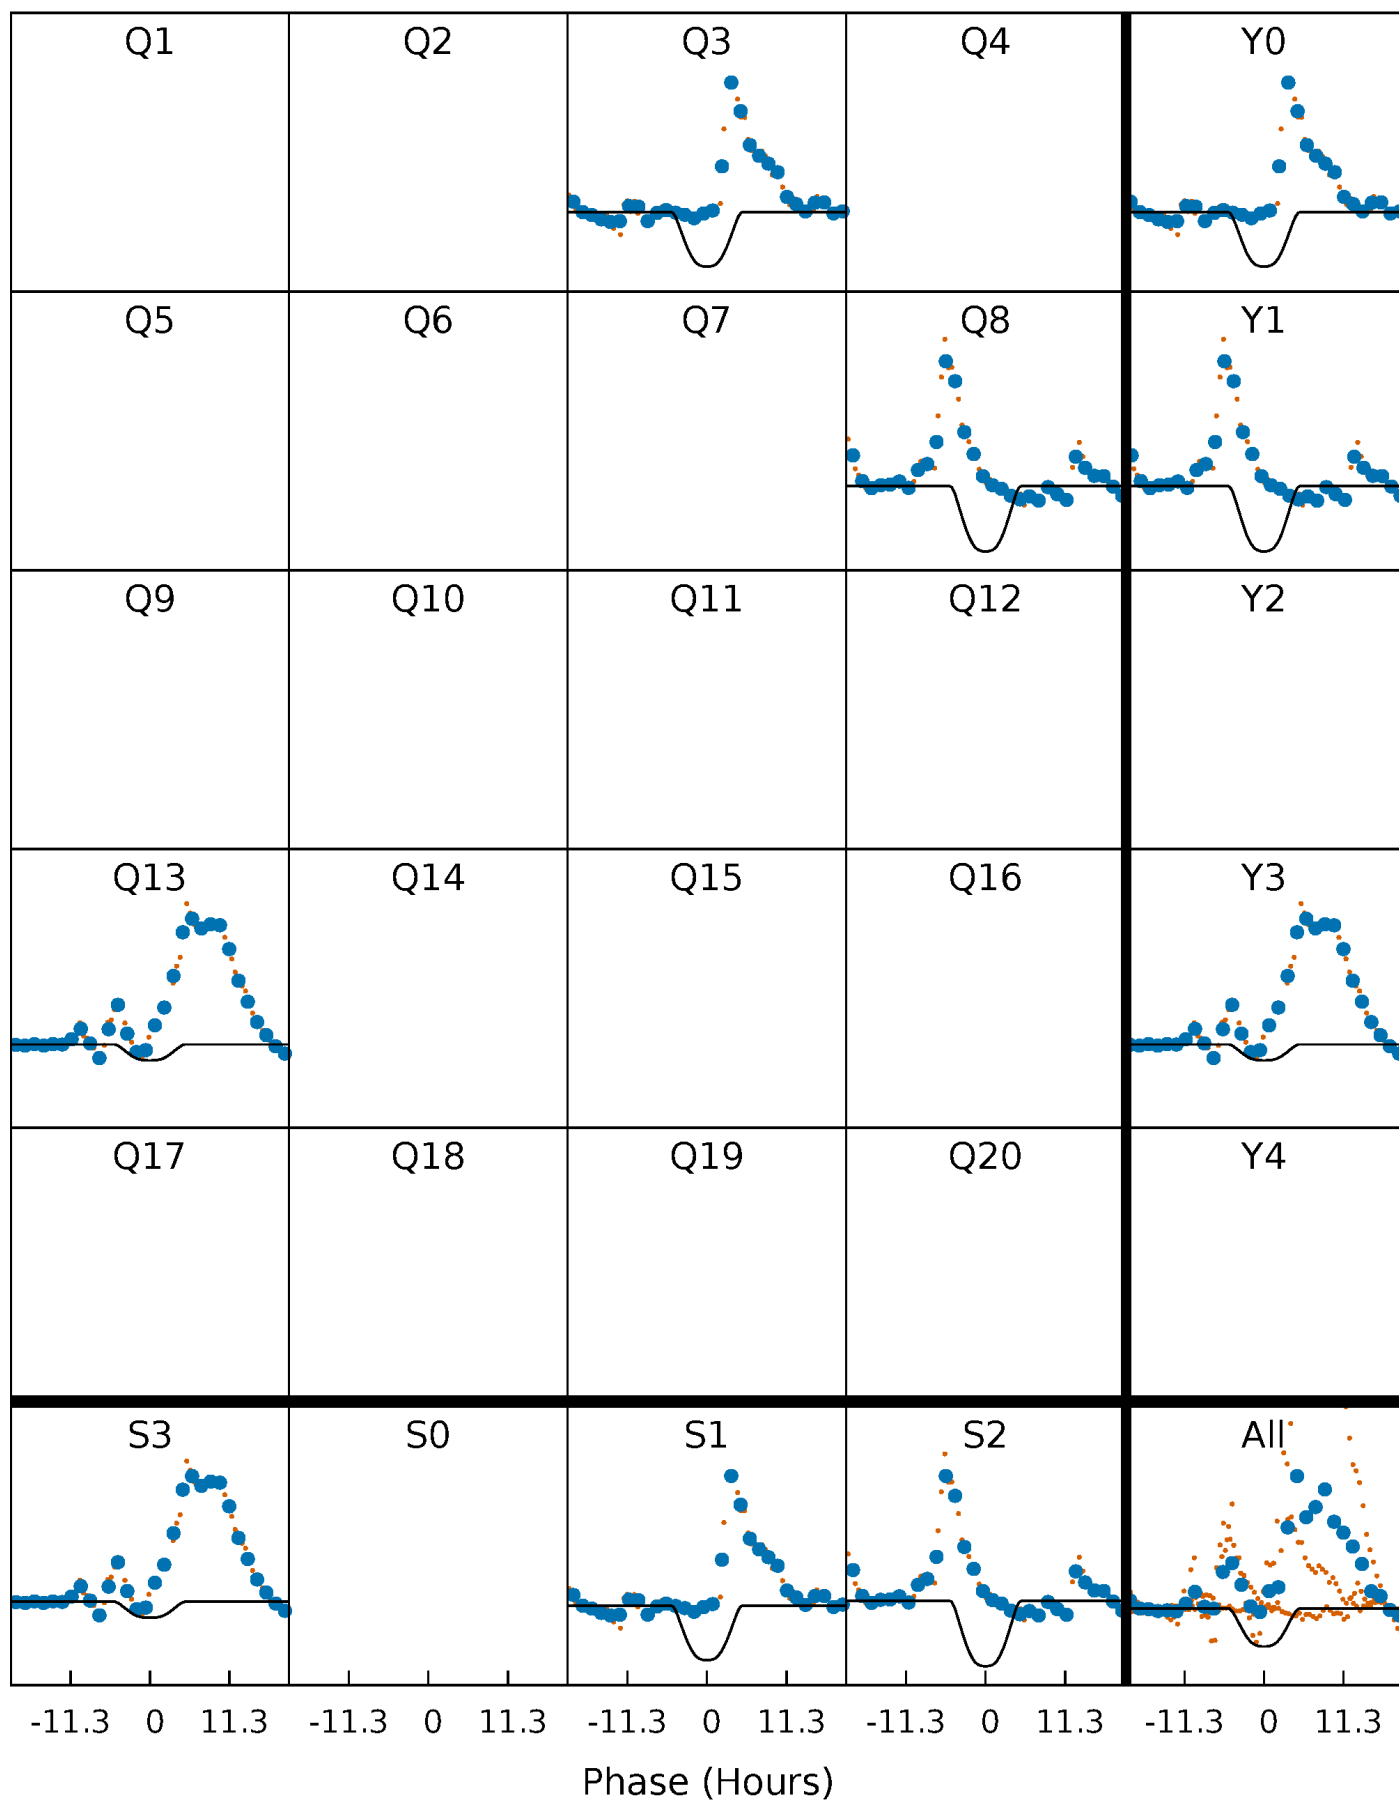 Q1 Q2 Q3 Q4 Y0
Q5 Q6 Q7 Q8 Y1
Q9 Q10 Q11 Q12 Y2
Q13 Q14 Q15 Q16 Y3
Q17 Q18 Q19 Q20 Y4
S3 S0 S1 S2 All
-11.3 0 11.3 -11.3 0 11.3 -11.3 0 11.3 -11.3 0 11.3 -11.3 0 11.3
Phase (Hours)